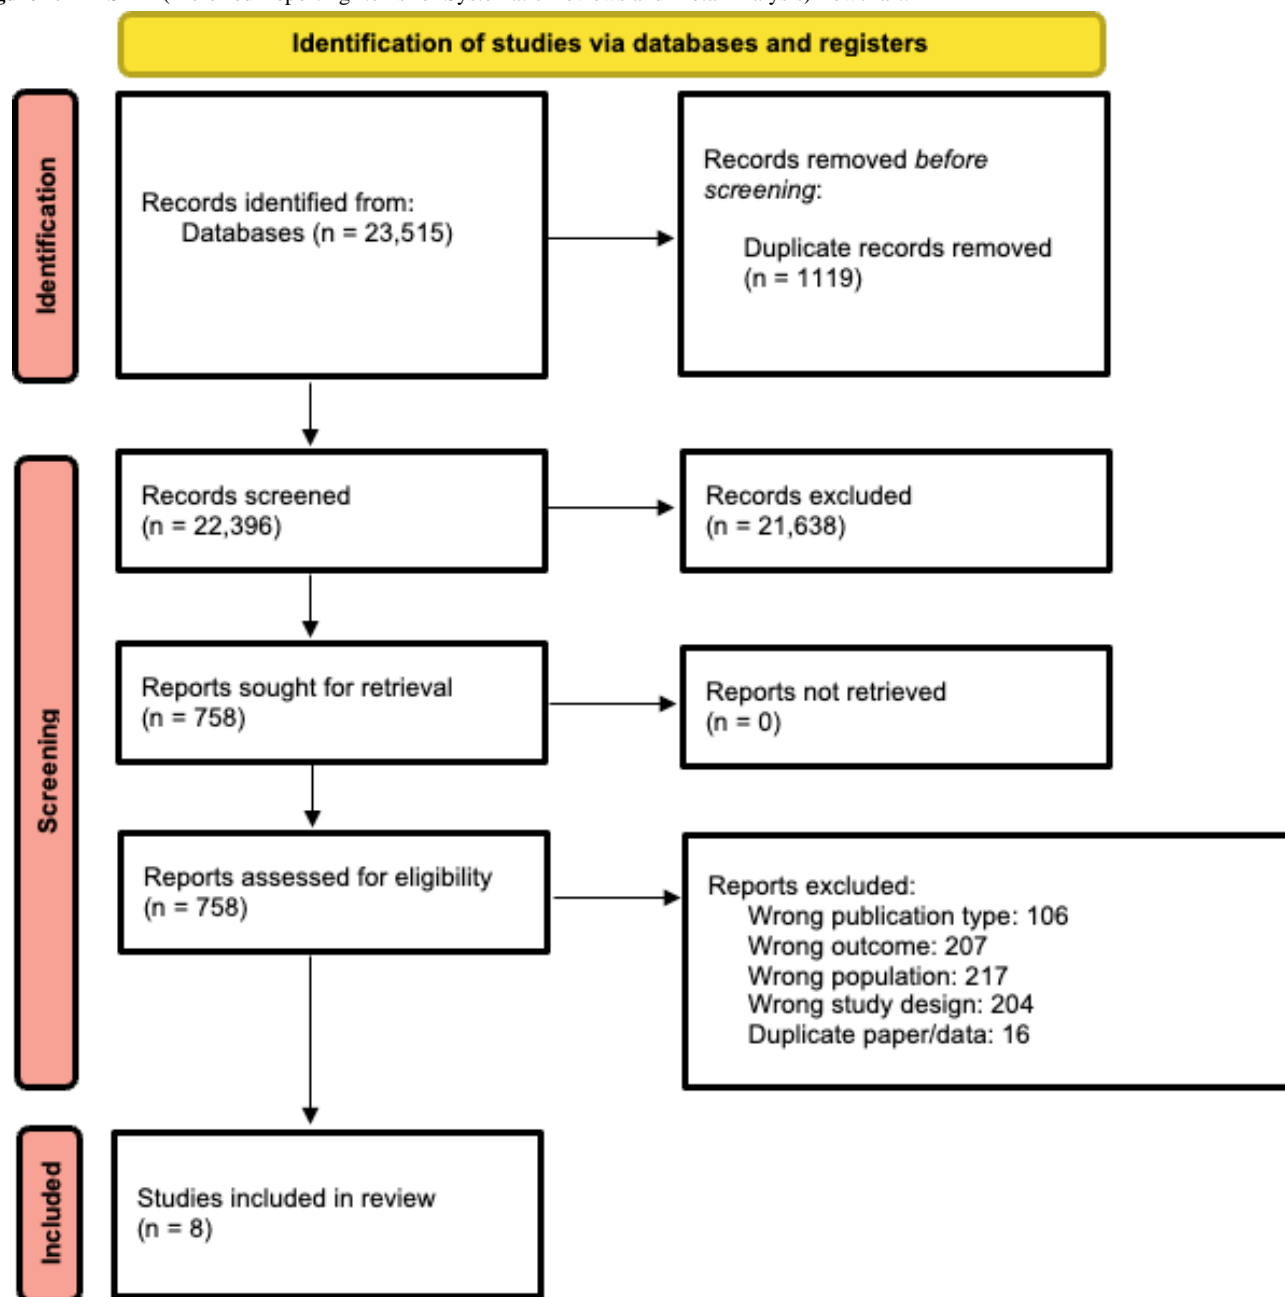 Identification of studies via databases and registers
Identification
Records identified from:
Databases (n = 23,515)
Records removed before
screening:
Duplicate records removed
(n = 1119)
Screening
Records screened
(n = 22,396)
Records excluded
(n = 21,638)
Reports sought for retrieval
(n = 758)
Reports not retrieved
(n = 0)
Reports assessed for eligibility
(n = 758)
Reports excluded:
Wrong publication type: 106
Wrong outcome: 207
Wrong population: 217
Wrong study design: 204
Duplicate paper/data: 16
Included
Studies included in review
(n = 8)